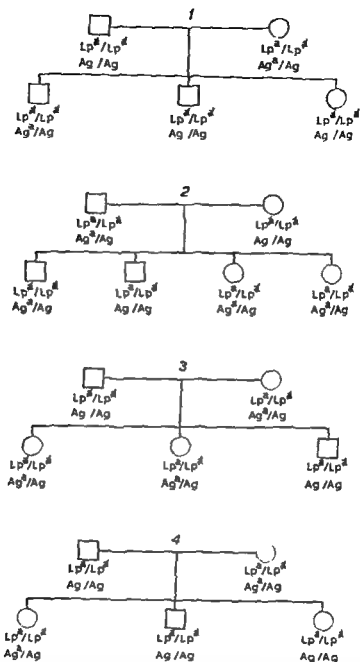 1
Lpᵃ̸/Lpᵃ̸ Lpᵃ/Lpᵃ̸
Ag/Ag Agᵃ/Ag
Lpᵃ̸/Lpᵃ̸ Lpᵃ̸/Lpᵃ̸ Lpᵃ̸/Lpᵃ̸
Agᵃ/Ag Ag/Ag Ag/Ag
2
Lpᵃ/Lpᵃ̸ Lpᵃ/Lpᵃ̸
Agᵃ/Ag Ag/Ag
Lpᵃ̸/Lpᵃ̸ Lpᵃ/Lpᵃ̸ Lpᵃ/Lpᵃ̸ Lpᵃ/Lpᵃ̸
Agᵃ/Ag Ag/Ag Agᵃ/Ag Agᵃ/Ag
3
Lpᵃ̸/Lpᵃ̸ Lpᵃ/Lpᵃ̸
Ag/Ag Agᵃ/Ag
Lpᵃ/Lpᵃ̸ Lpᵃ/Lpᵃ̸ Lpᵃ̸/Lpᵃ̸
Agᵃ/Ag Agᵃ/Ag Ag/Ag
4
Lpᵃ̸/Lpᵃ̸ Lpᵃ/Lpᵃ̸
Ag/Ag Agᵃ/Ag
Lpᵃ/Lpᵃ̸ Lpᵃ̸/Lpᵃ̸ Lpᵃ/Lpᵃ̸
Agᵃ/Ag Ag/Ag Ag/Ag